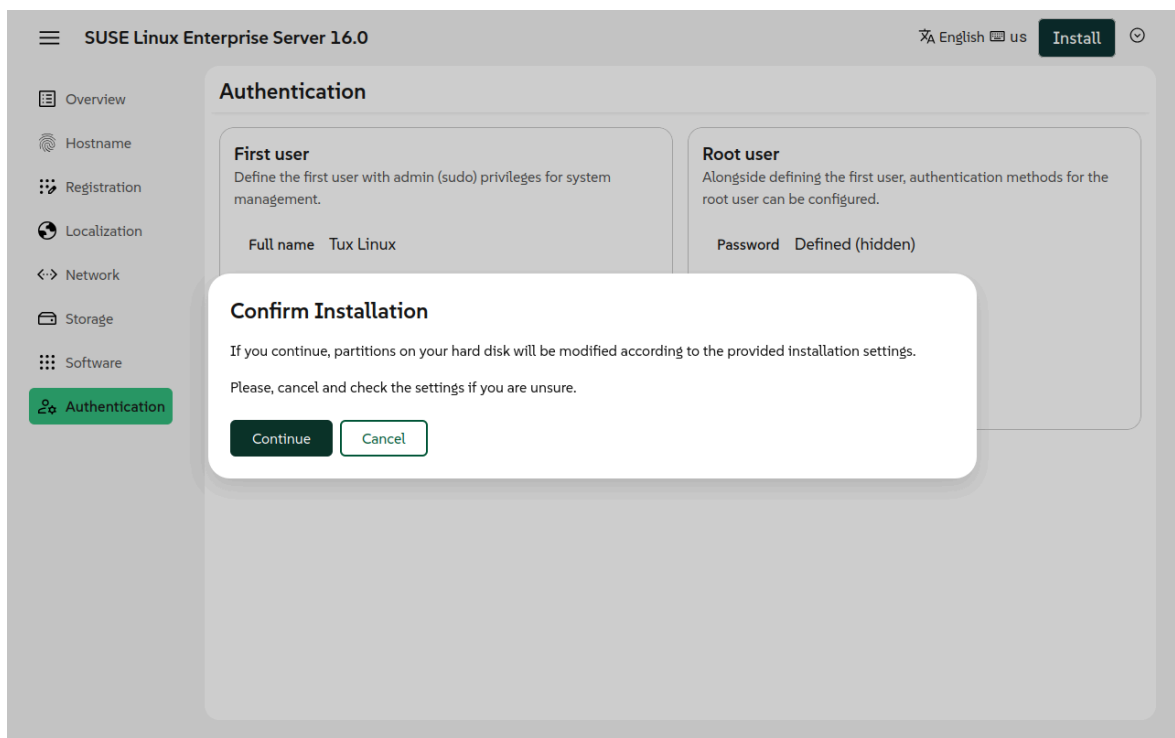 SUSE Linux Enterprise Server 16.0
English us Install
Overview
Hostname
Registration
Localization
Network
Storage
Software
Authentication
Authentication
First user
Define the first user with admin (sudo) privileges for system
management.
Full name Tux Linux
Root user
Alongside defining the first user, authentication methods for the
root user can be configured.
Password Defined (hidden)
Confirm Installation
If you continue, partitions on your hard disk will be modified according to the provided installation settings.
Please, cancel and check the settings if you are unsure.
Continue Cancel